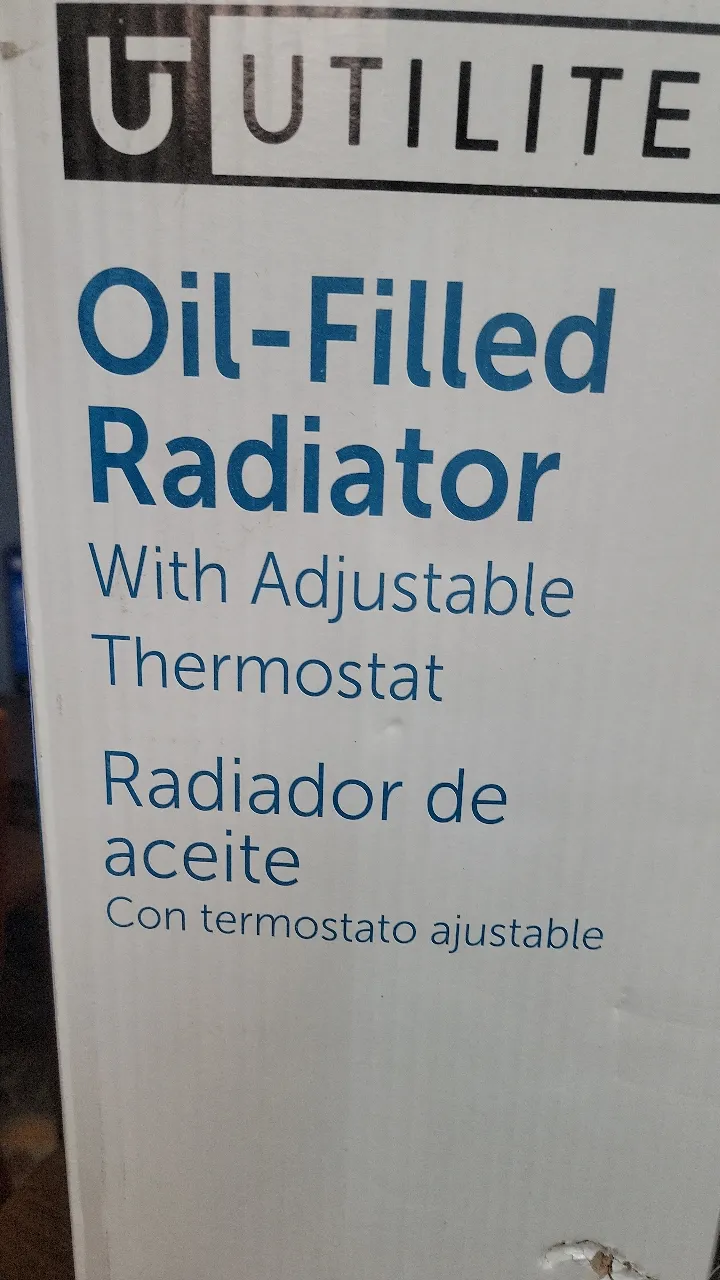 UTILITE
Oil-Filled
Radiator
With Adjustable
Thermostat
Radiador de
aceite
Con termostato ajustable